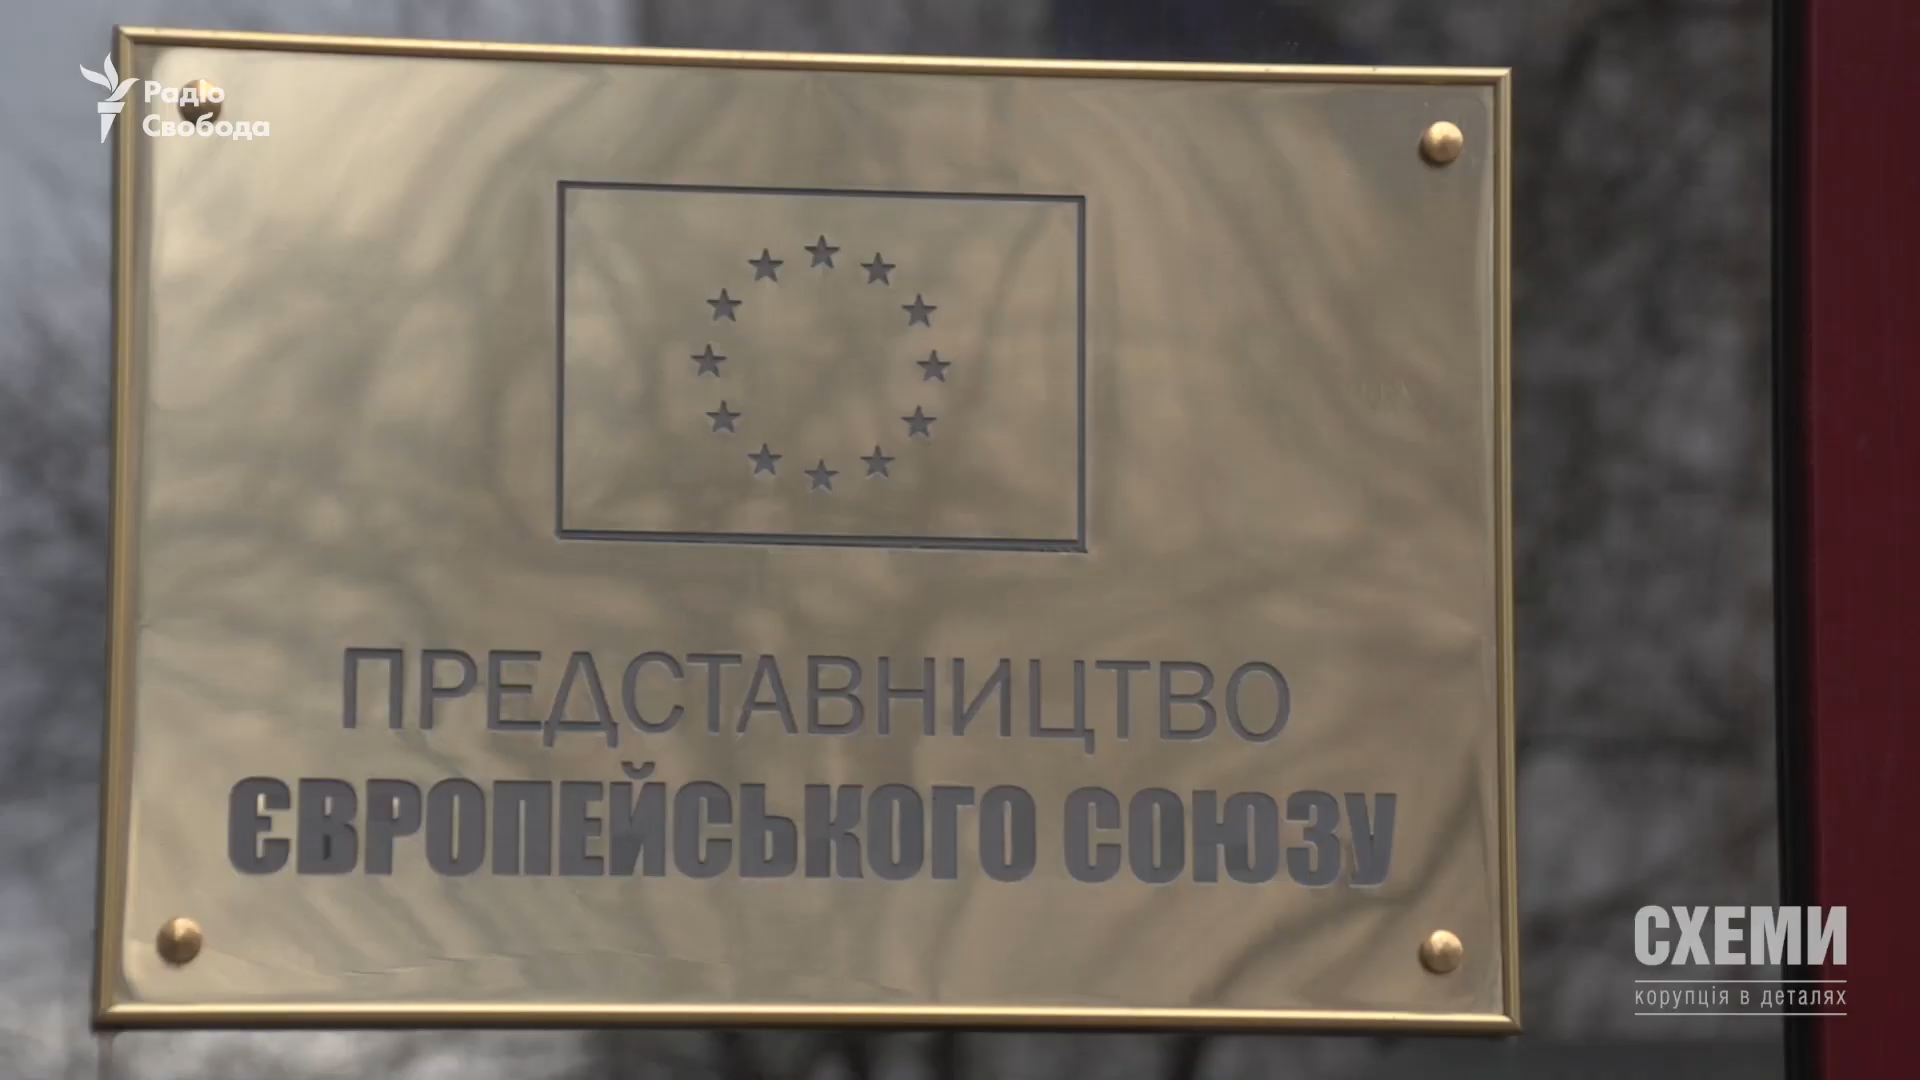 Радіо
Свобода
ПРЕДСТАВНИЦТВО
ЄВРОПЕЙСЬКОГО СОЮЗУ
СХЕМИ
корупція в деталях